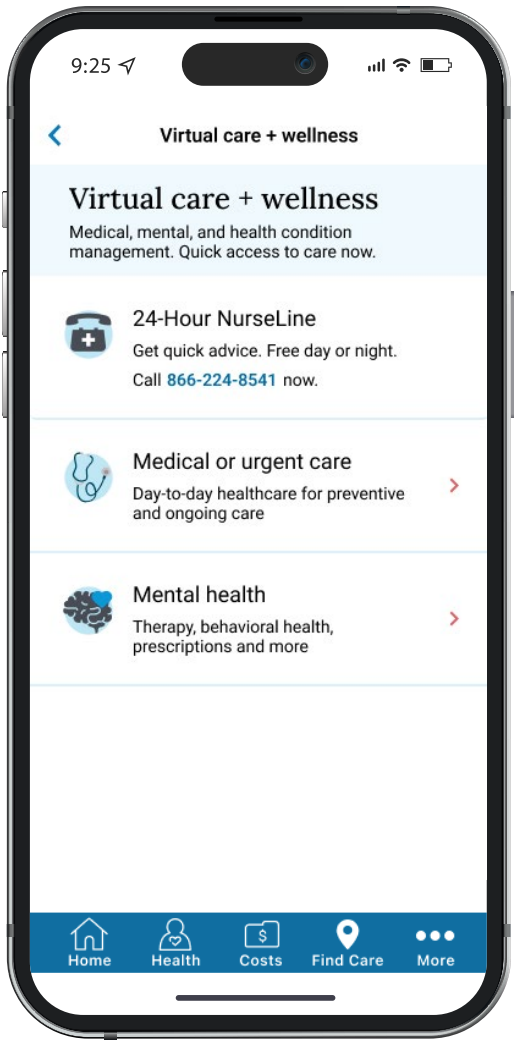 9:25
Virtual care + wellness
Virtual care + wellness
Medical, mental, and health condition
management. Quick access to care now.
24-Hour NurseLine
Get quick advice. Free day or night.
Call 866-224-8541 now.
Medical or urgent care
Day-to-day healthcare for preventive
and ongoing care
Mental health
Therapy, behavioral health,
prescriptions and more
$
Home Health Costs Find Care More